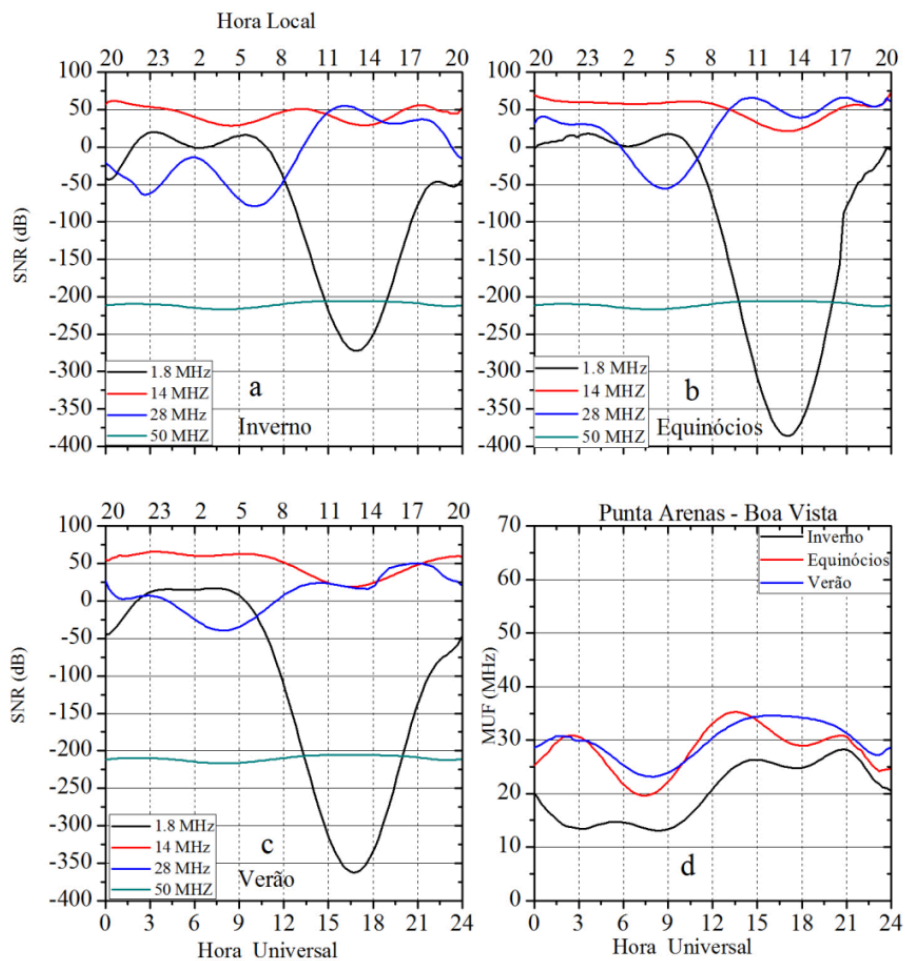 Hora Local
20 23 2 5 8 11 14 17 20
20 23 2 5 8 11 14 17 20
100
50
0
-50
-100
-150
-200
-250
-300
-350
-400
SNR (dB)
1.8 MHz
14 MHZ
28 MHz
50 MHZ
a
Inverno
100
50
0
-50
-100
-150
-200
-250
-300
-350
-400
1.8 MHz
14 MHZ
28 MHz
50 MHZ
b
Equinócios
20 23 2 5 8 11 14 17 20
100
50
0
-50
-100
-150
-200
-250
-300
-350
-400
SNR (dB)
1.8 MHz
14 MHz
28 MHz
50 MHZ
c
Verão
0 3 6 9 12 15 18 21 24
Hora Universal
Punta Arenas - Boa Vista
Inverno
Equinócios
Verão
70
60
50
40
30
20
10
0
MUF (MHz)
d
0 3 6 9 12 15 18 21 24
Hora Universal